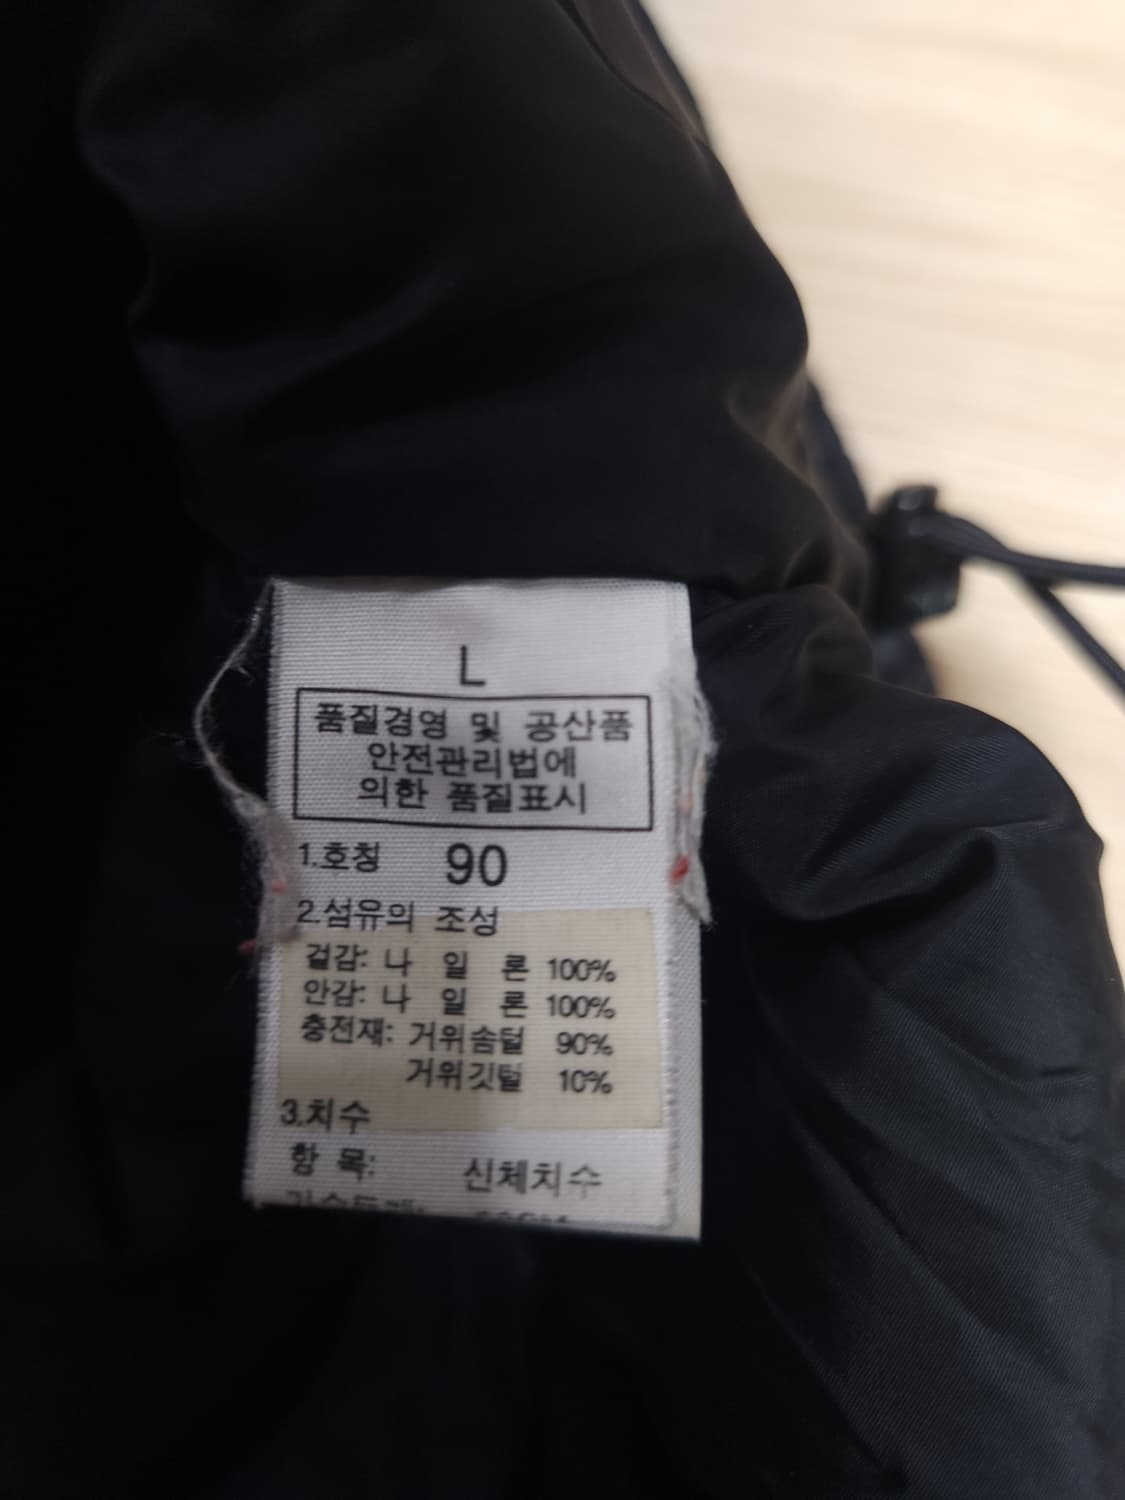 L
품질경영 및 공산품
안전관리법에
의한 품질표시
1.호칭 90
2.섬유의 조성
겉감: 나 일 론 100%
안감: 나 일 론 100%
충전재: 거위솜털 90%
거위깃털 10%
3.치수
항 목: 신체치수